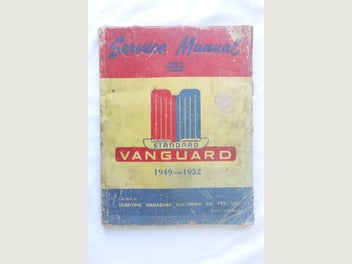 Service Manual
STANDARD
VANGUARD
1949—1952
SCIENTIFIC MAGAZINES PUBLISHING CO. PTY. LTD.